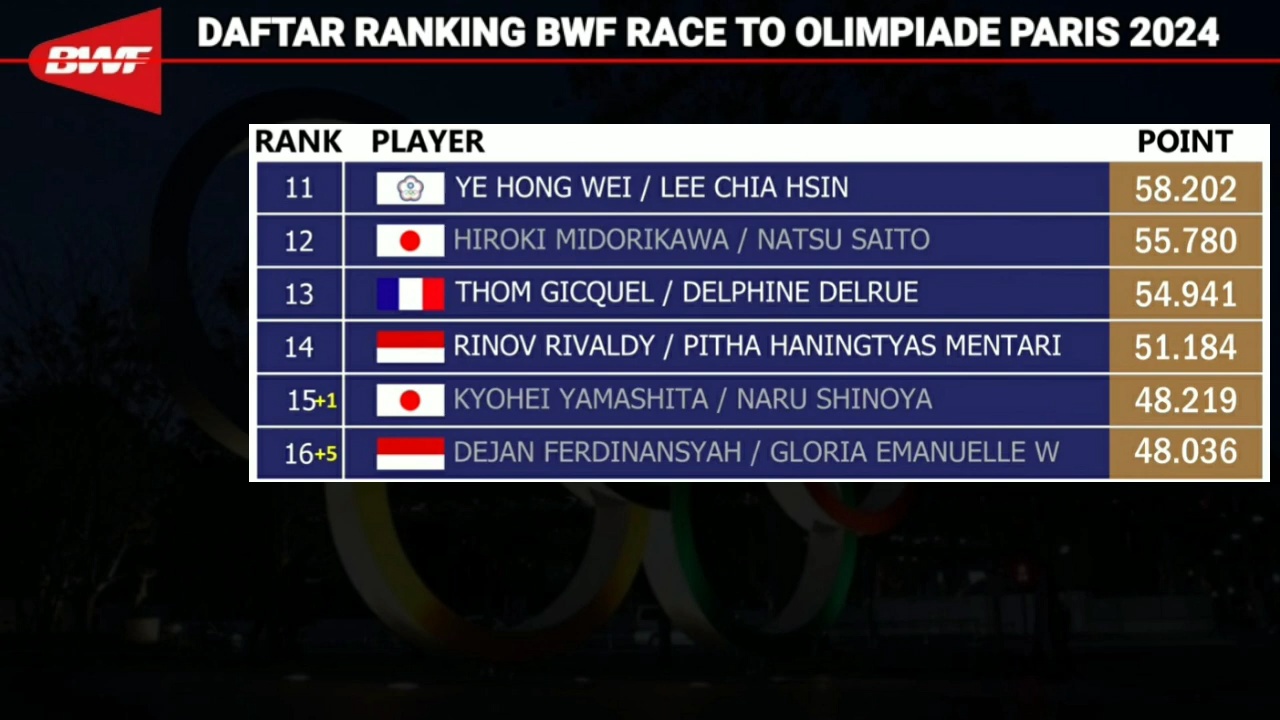 BWF
DAFTAR RANKING BWF RACE TO OLIMPIADE PARIS 2024
RANK PLAYER POINT
11 YE HONG WEI / LEE CHIA HSIN 58.202
12 HIROKI MIDORIKAWA / NATSU SAITO 55.780
13 THOM GICQUEL / DELPHINE DELRUE 54.941
14 RINOV RIVALDY / PITHA HANINGTYAS MENTARI 51.184
15+1 KYOHEI YAMASHITA / NARU SHINOYA 48.219
16+5 DEJAN FERDINANSYAH / GLORIA EMANUELLE W 48.036